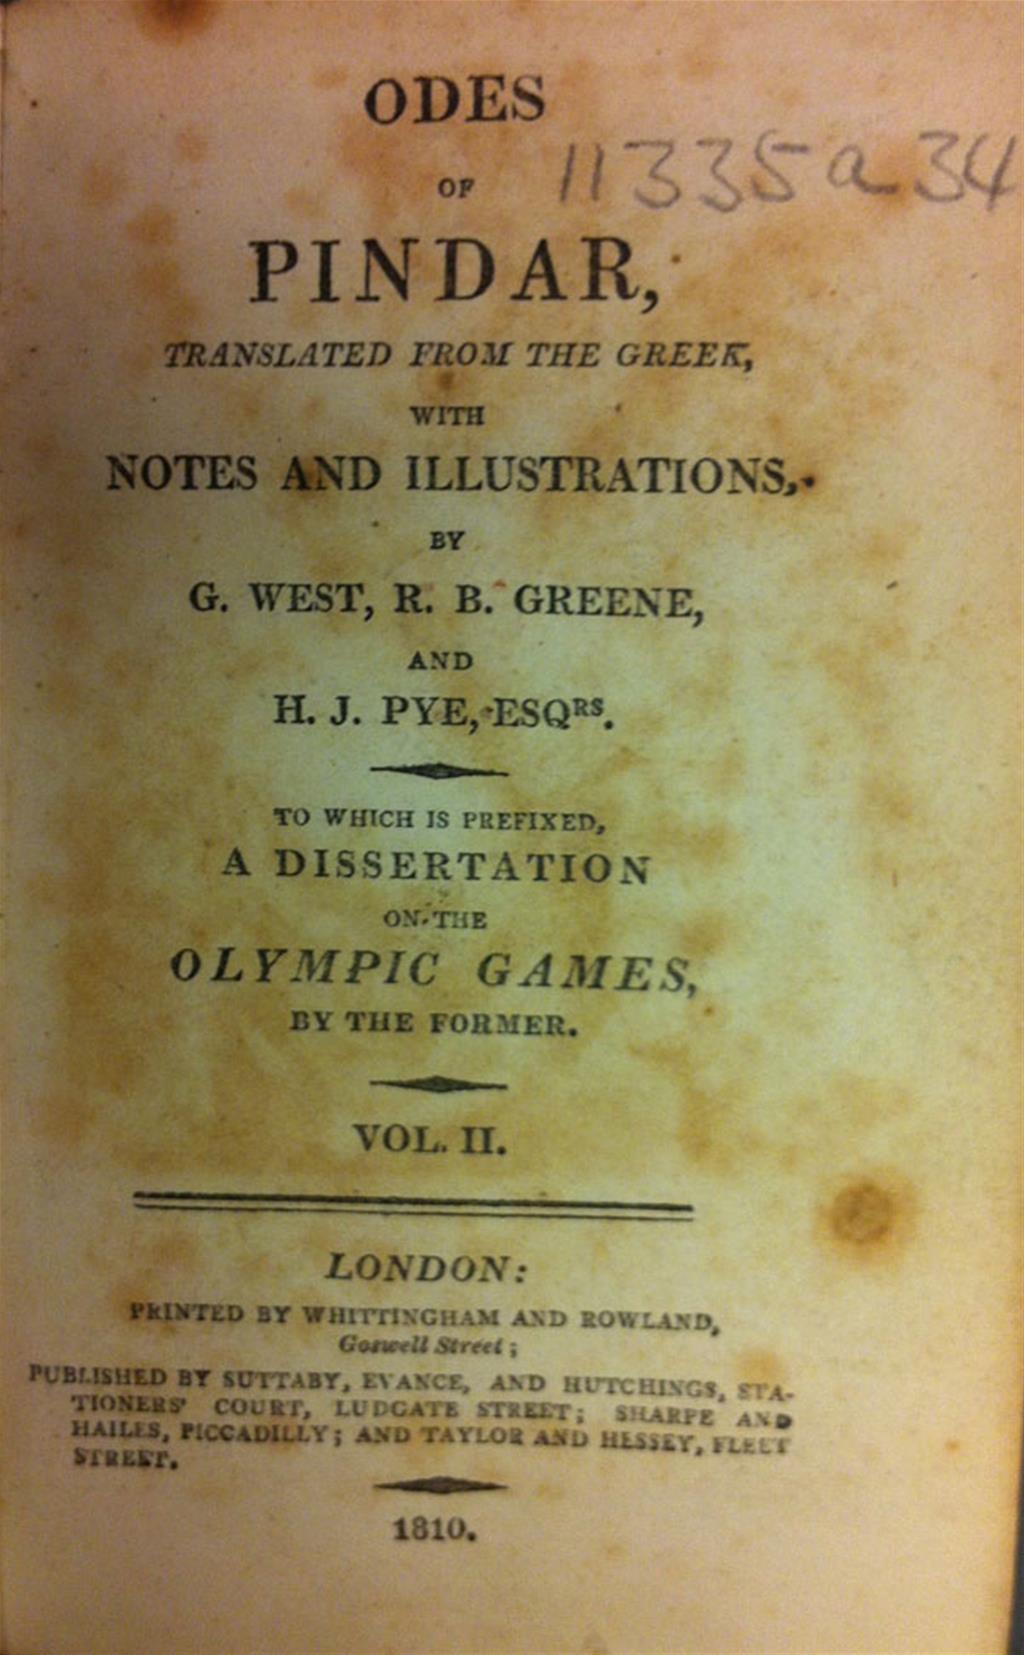 ODES
OF
11335a34
PINDAR,
TRANSLATED FROM THE GREEK,
WITH
NOTES AND ILLUSTRATIONS,
BY
G. WEST, R. B. GREENE,
AND
H. J. PYE, ESQRS.
TO WHICH IS PREFIXED,
A DISSERTATION
ON THE
OLYMPIC GAMES,
BY THE FORMER.
VOL. II.
LONDON:
PRINTED BY WHITTINGHAM AND ROWLAND,
Goswell Street;
PUBLISHED BY SUTTABY, EVANCE, AND HUTCHINGS, STA-
TIONERS' COURT, LUDGATE STREET; SHARPE AND
HAILES, PICCADILLY; AND TAYLOR AND HESSEY, FLEET
STREET.
1810.